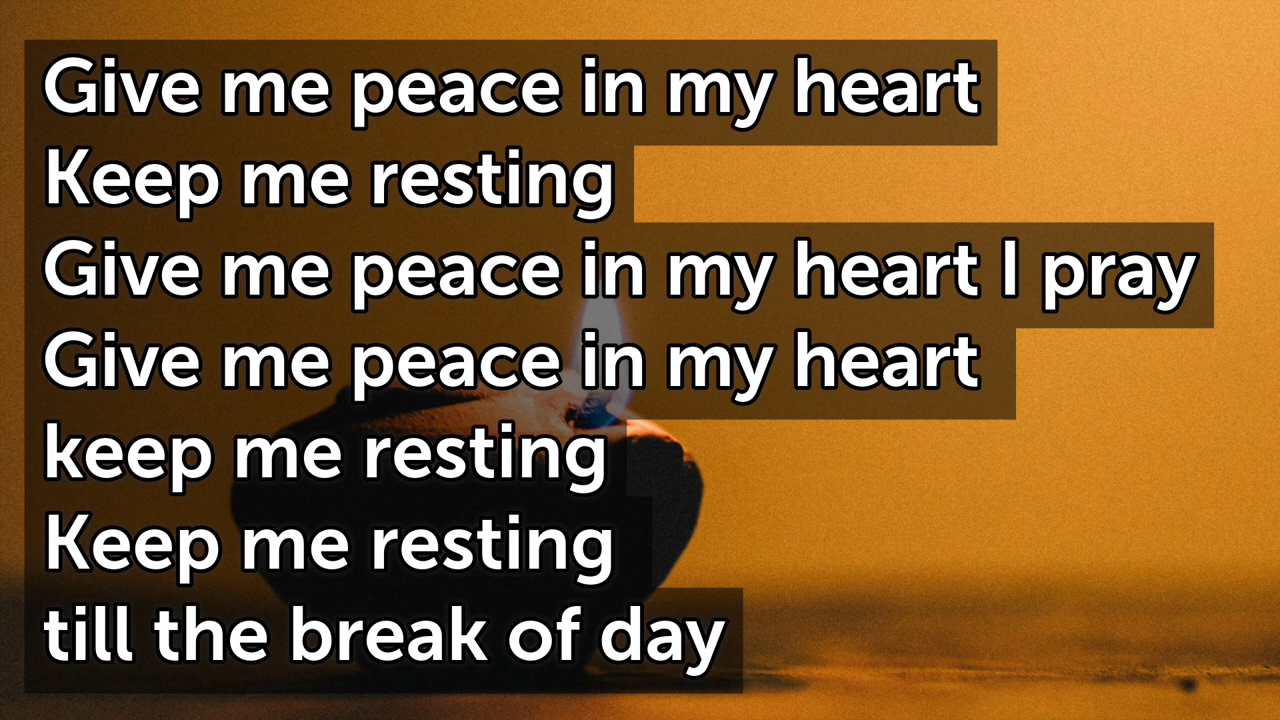 Give me peace in my heart
Keep me resting
Give me peace in my heart I pray
Give me peace in my heart
keep me resting
Keep me resting
till the break of day